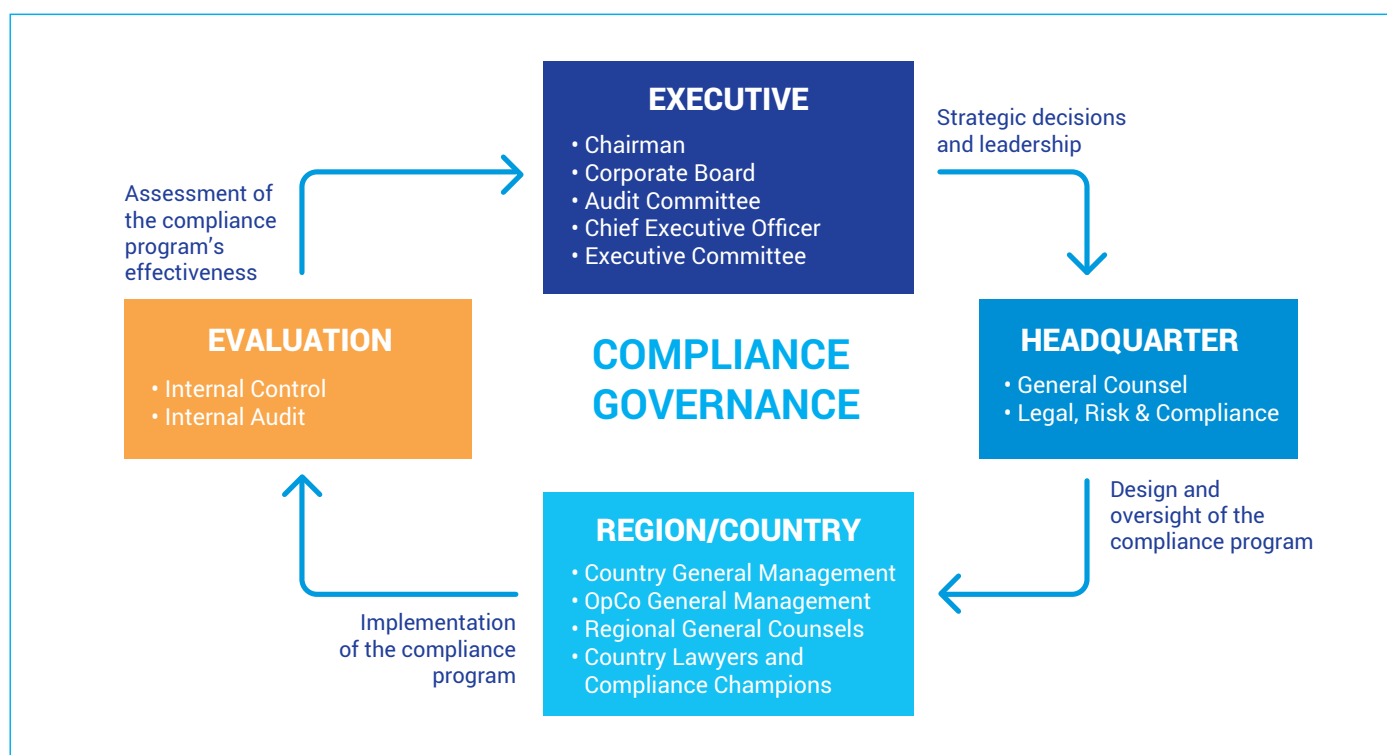 EXECUTIVE
• Chairman
• Corporate Board
• Audit Committee
• Chief Executive Officer
• Executive Committee
Strategic decisions
and leadership
Assessment of
the compliance
program's
effectiveness
EVALUATION
• Internal Control
• Internal Audit
COMPLIANCE
GOVERNANCE
HEADQUARTER
• General Counsel
• Legal, Risk & Compliance
Design and
oversight of the
compliance program
REGION/COUNTRY
• Country General Management
• OpCo General Management
• Regional General Counsels
• Country Lawyers and
Compliance Champions
Implementation
of the compliance
program